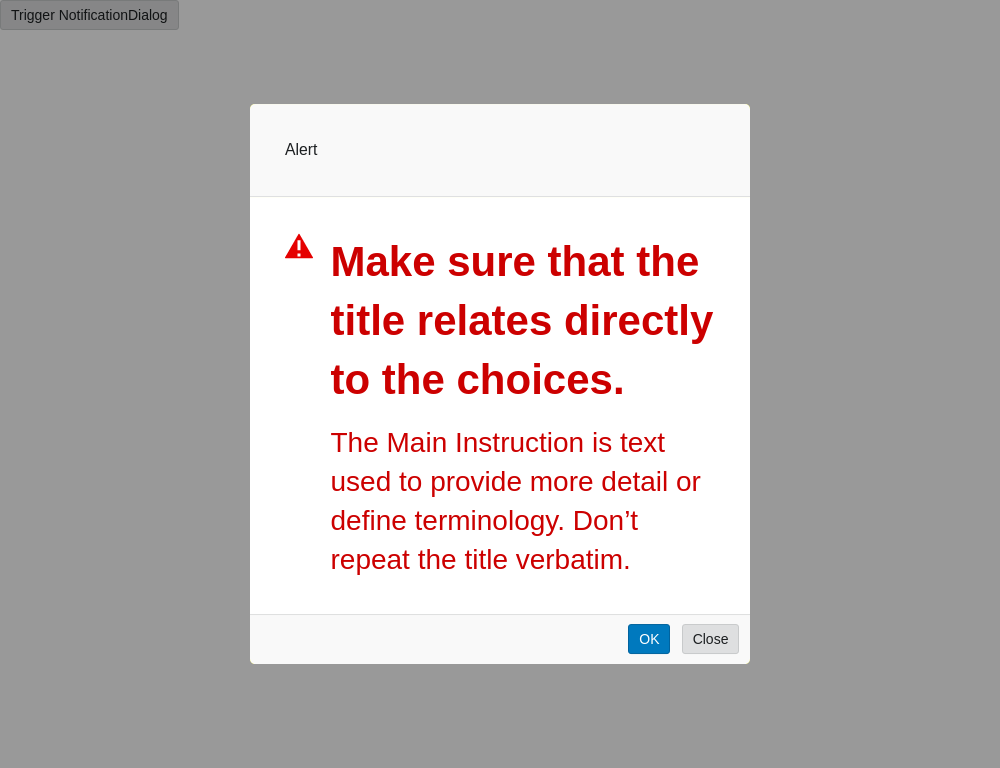 Trigger NotificationDialog
Alert
Make sure that the
title relates directly
to the choices.
The Main Instruction is text
used to provide more detail or
define terminology. Don’t
repeat the title verbatim.
OK
Close